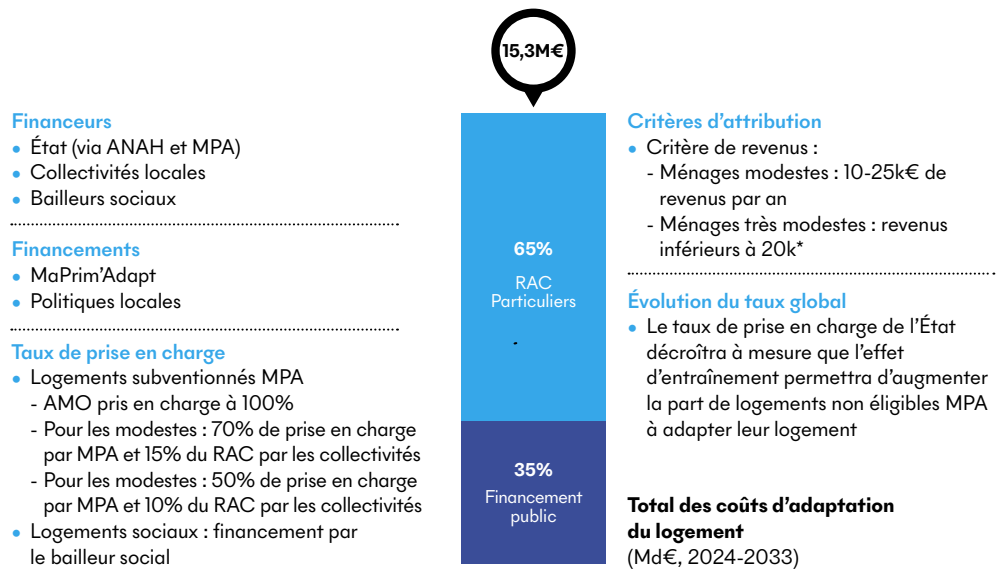 15,3M€
Financeurs
• État (via ANAH et MPA)
• Collectivités locales
• Bailleurs sociaux
Financements
• MaPrim’Adapt
• Politiques locales
Taux de prise en charge
• Logements subventionnés MPA
- AMO pris en charge à 100%
- Pour les modestes : 70% de prise en charge
par MPA et 15% du RAC par les collectivités
- Pour les modestes : 50% de prise en charge
par MPA et 10% du RAC par les collectivités
• Logements sociaux : financement par
le bailleur social
65%
RAC
Particuliers
35%
Financement
public
Critères d’attribution
• Critère de revenu :
- Ménages modestes : 10-25k€ de
revenus par an
- Ménages très modestes : revenus
inférieurs à 20k*
Évolution du taux global
• Le taux de prise en charge de l’État
décroîtra à mesure que l’effet
d’entraînement permettra d’augmenter
la part de logements non éligibles MPA
à adapter leur logement
Total des coûts d’adaptation
du logement
(Md€, 2024-2033)